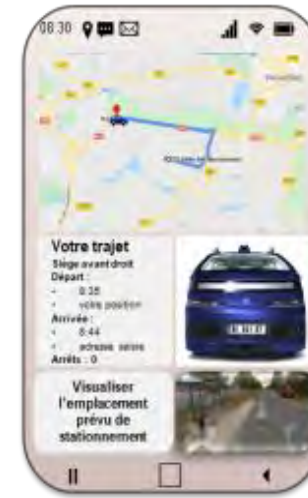 08:30
Votre trajet
Siège avant droit
Départ :
- 8:35
- votre position
Arrivée :
- 8:44
- adresse saisie
Arrêts : 0
Visualiser
l'emplacement
prévu de
stationnement